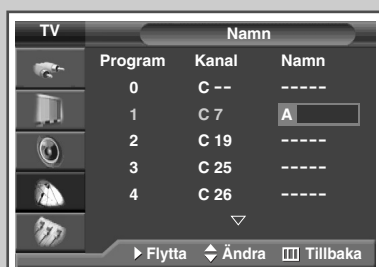 TV
Namn
Program Kanal Namn
0 C -- -----
1 C 7 A
2 C 19 -----
3 C 25 -----
4 C 26 -----
Flytta Ändra Tillbaka